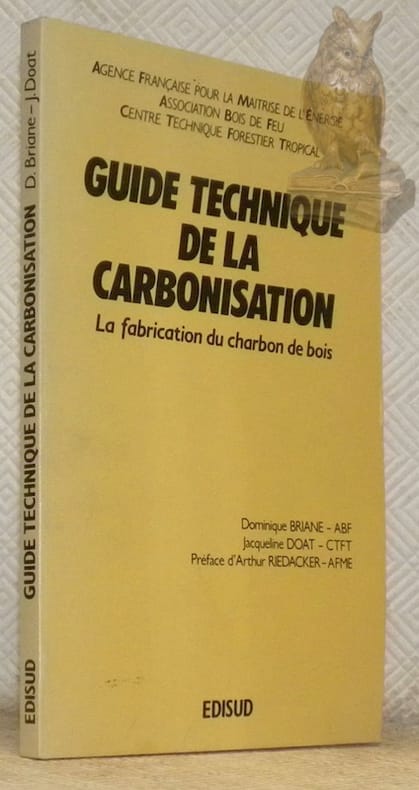 AGENCE FRANÇAISE POUR LA MAITRISE DE L'ÉNERGIE
ASSOCIATION BOIS DE FEU
CENTRE TECHNIQUE FORESTIER TROPICAL
GUIDE TECHNIQUE
DE LA
CARBONISATION
La fabrication du charbon de bois
Dominique BRIANE - ABF
Jacqueline DOAT - CTFT
Préface d'Arthur RIEDACKER - AFME
EDISUD
EDISUD GUIDE TECHNIQUE DE LA CARBONISATION D. Briane - J. Doat